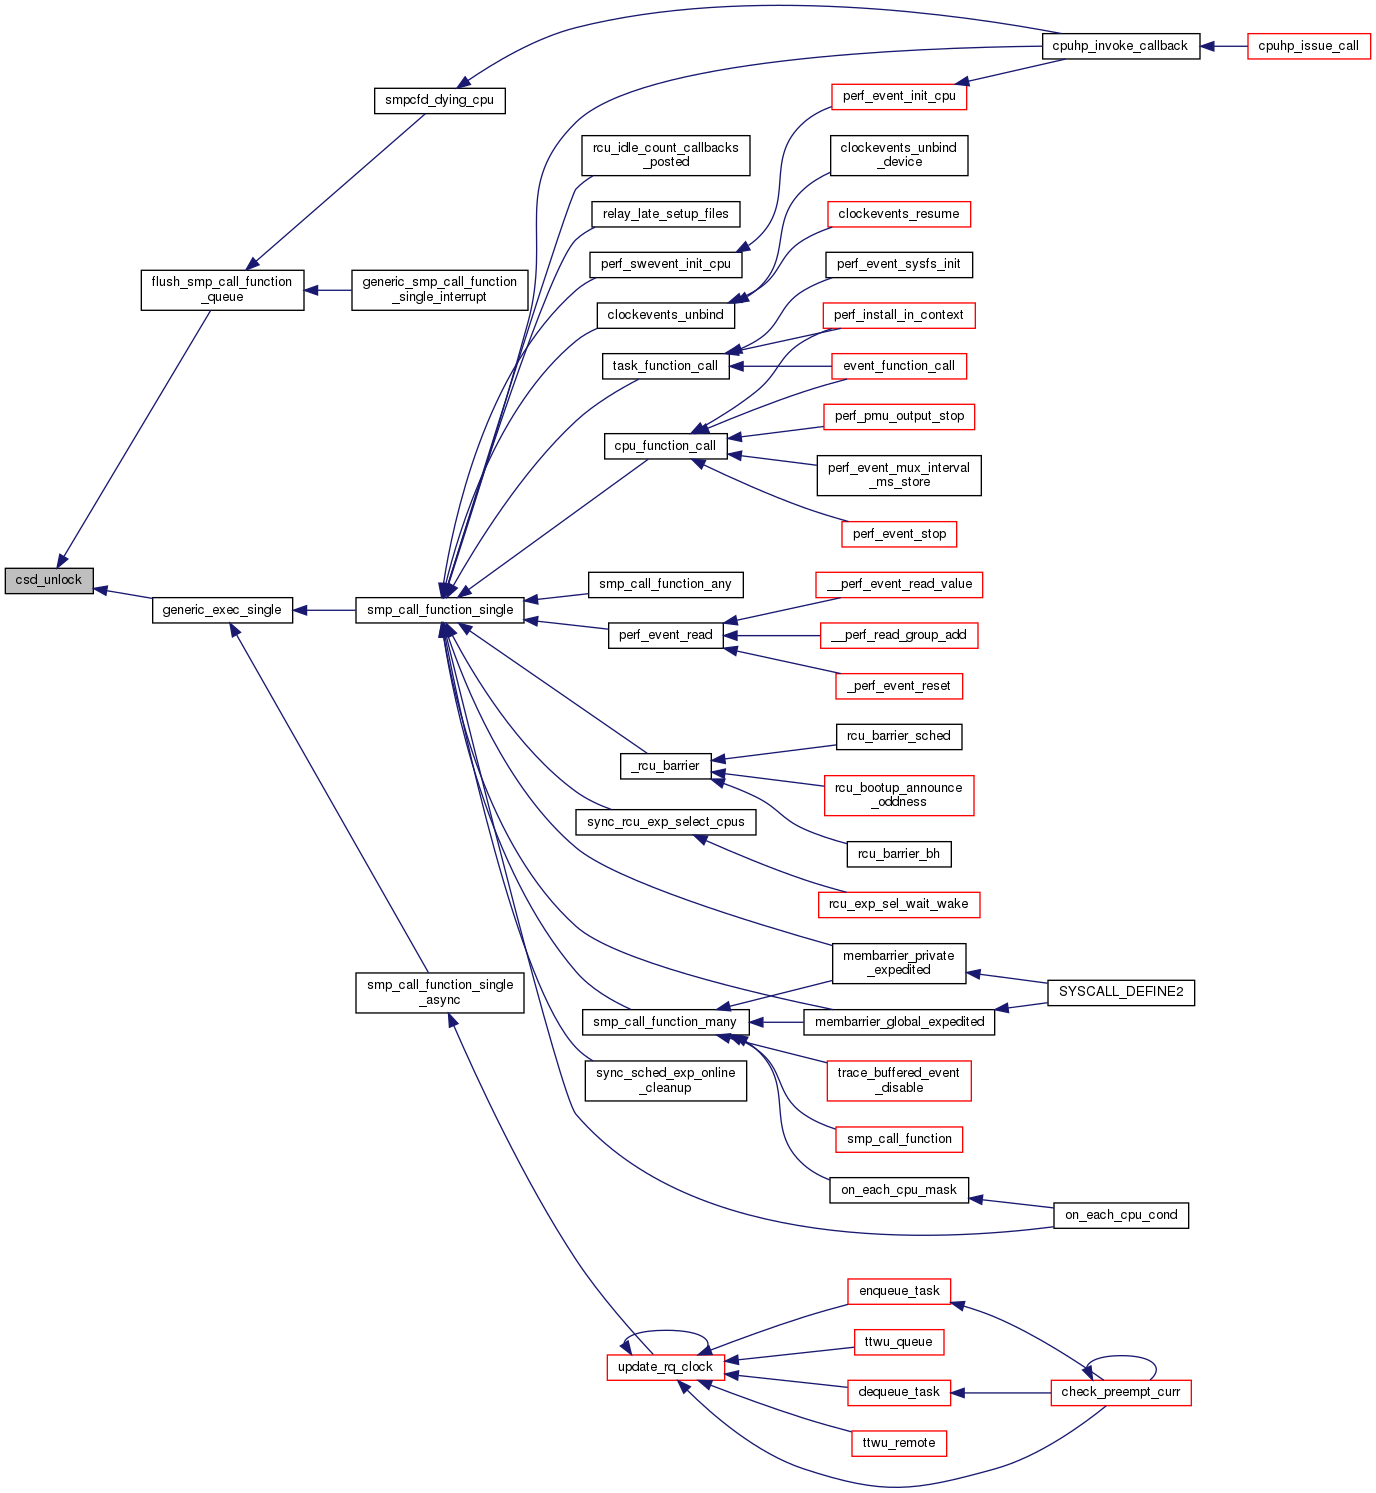 cpuhp_invoke_callback
cpuhp_issue_call
smpcfd_dying_cpu
perf_event_init_cpu
rcu_idle_count_callbacks
_posted
clockevents_unbind
_device
relay_late_setup_files
clockevents_resume
perf_swevent_init_cpu
perf_event_sysfs_init
flush_smp_call_function
_queue
generic_smp_call_function
_single_interrupt
clockevents_unbind
perf_install_in_context
task_function_call
event_function_call
perf_pmu_output_stop
cpu_function_call
perf_event_mux_interval
_ms_store
perf_event_stop
csd_unlock
smp_call_function_any
__perf_event_read_value
generic_exec_single
smp_call_function_single
perf_event_read
__perf_read_group_add
_perf_event_reset
rcu_barrier_sched
_rcu_barrier
rcu_bootup_announce
_oddness
sync_rcu_exp_select_cpus
rcu_barrier_bh
rcu_exp_sel_wait_wake
membarrier_private
_expedited
smp_call_function_single
_async
SYSCALL_DEFINE2
smp_call_function_many
membarrier_global_expedited
sync_sched_exp_online
_cleanup
trace_buffered_event
_disable
smp_call_function
on_each_cpu_mask
on_each_cpu_cond
enqueue_task
ttwu_queue
update_rq_clock
dequeue_task
check_preempt_curr
ttwu_remote